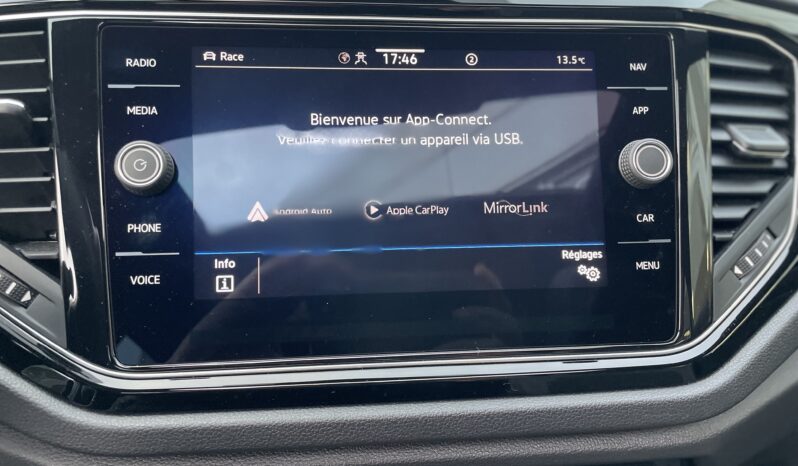 RADIO
MEDIA
PHONE
VOICE
Race 17:46 2 13.5°C
Bienvenue sur App-Connect.
Veuillez connecter un appareil via USB.
Android Auto Apple CarPlay MirrorLink
Info
Réglages
NAV
APP
CAR
MENU